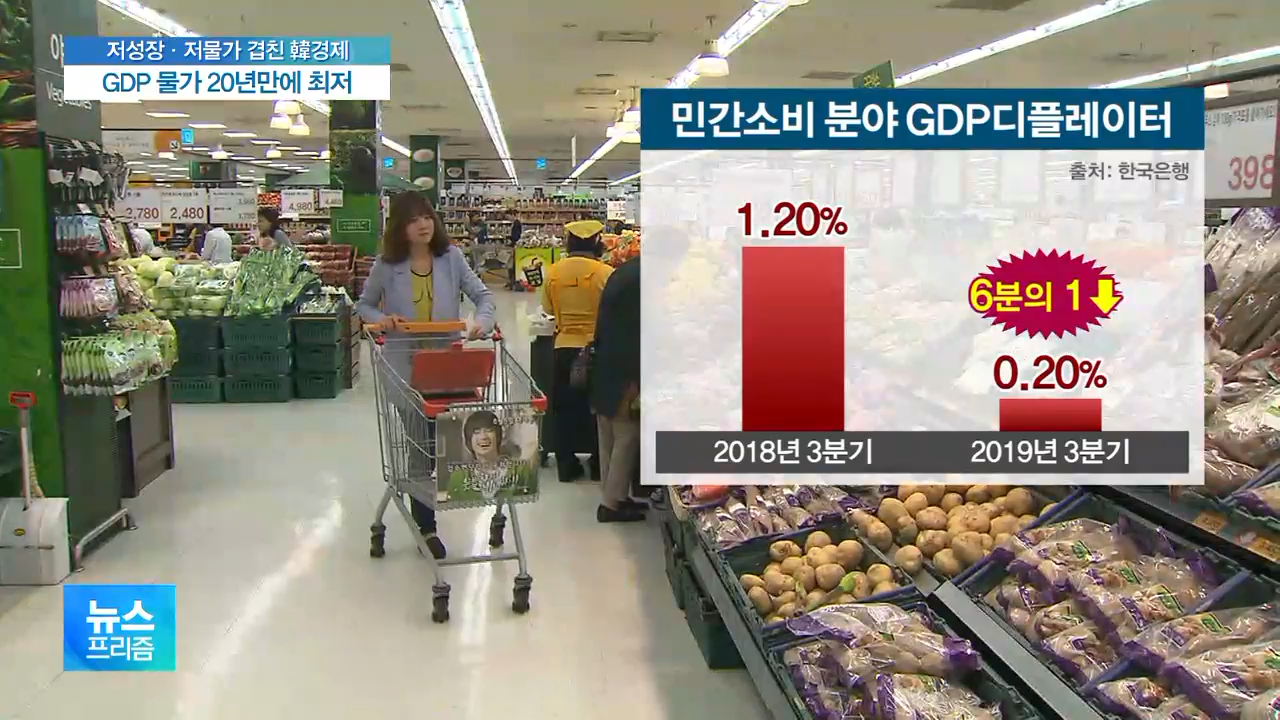 저성장·저물가 겹친 韓경제
GDP 물가 20년만에 최저
민간소비 분야 GDP디플레이터
출처: 한국은행
1.20%
6분의 1
0.20%
2018년 3분기
2019년 3분기
2,780
2,480
4,980
398
뉴스
프리즘